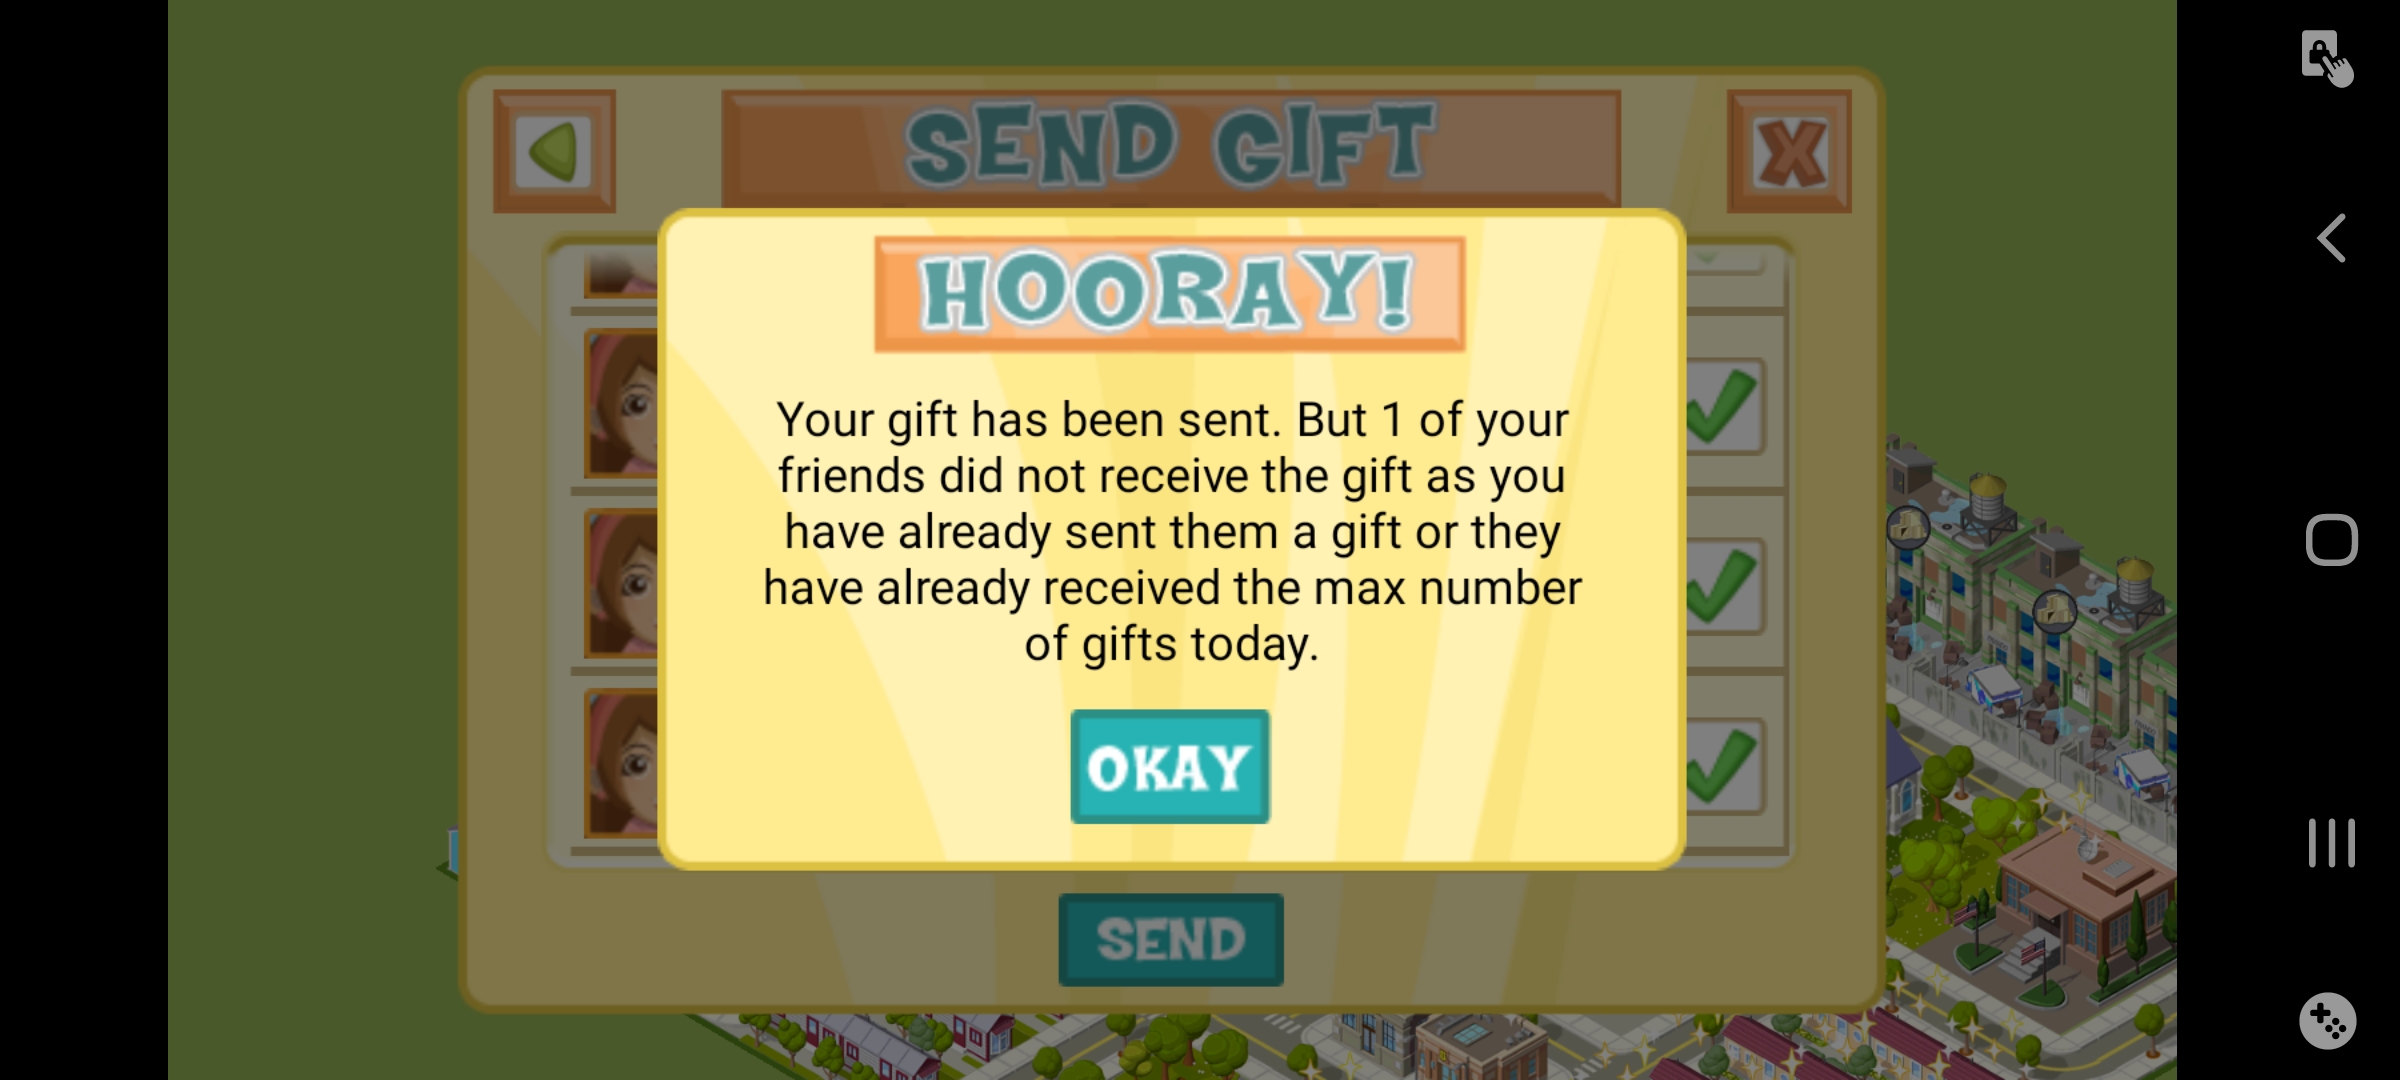 SEND GIFT
HOORAY!
Your gift has been sent. But 1 of your
friends did not receive the gift as you
have already sent them a gift or they
have already received the max number
of gifts today.
OKAY
SEND